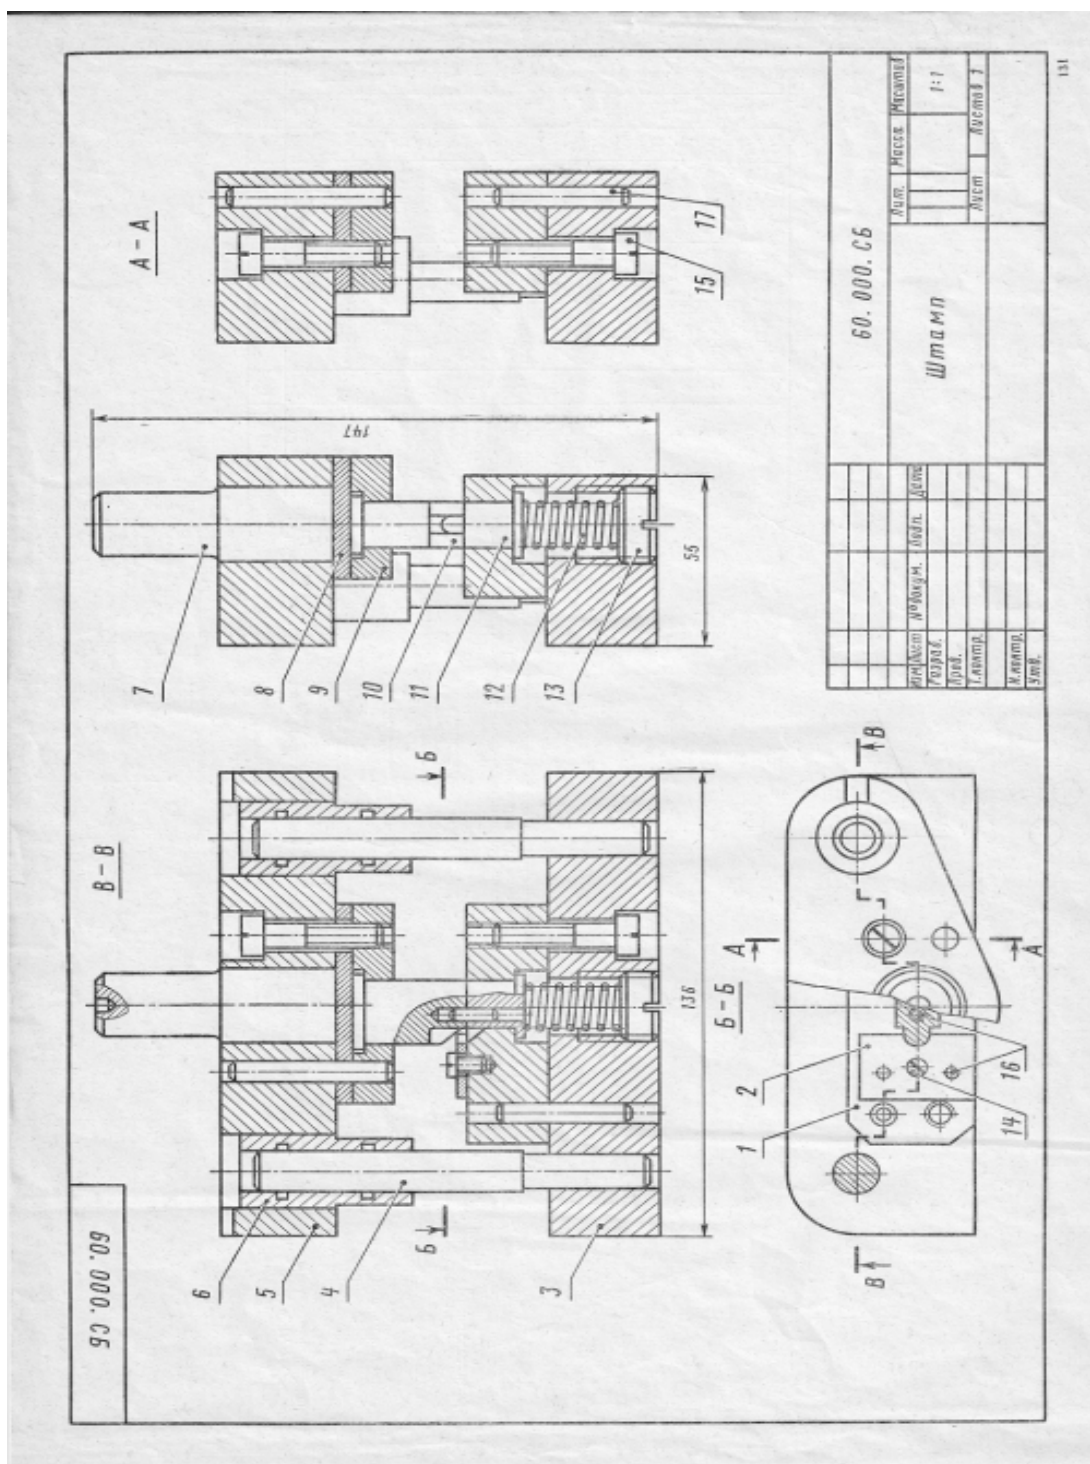 60. 000. СБ
В - В
А - А
6
5
4
3
Б
Б
136
7
8
9
10
11
12
13
147
55
15
17
Б - Б
1
2
14
16
А
А
В
В
60. 000. СБ
Штамп
Лит.
Масса
Масштаб
1:1
Лист
Листов 1
Изм.
Лист
№ докум.
Подп.
Дата
Разраб.
Пров.
Т.контр.
Н.контр.
Утв.
131